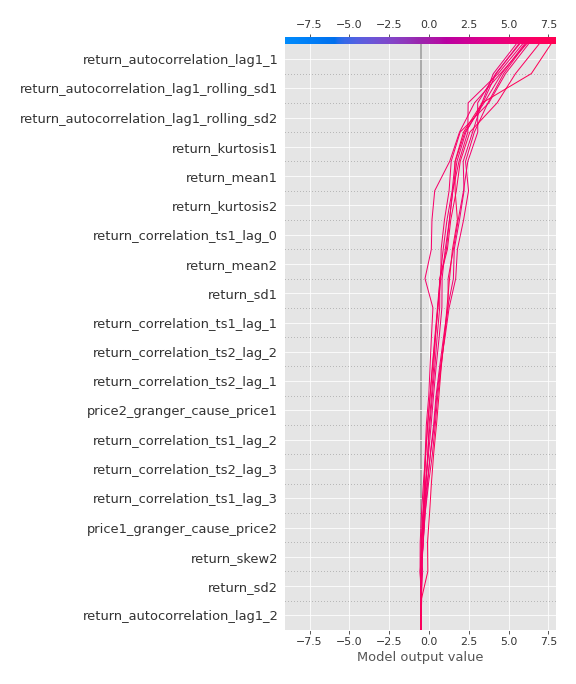 −7.5 −5.0 −2.5 0.0 2.5 5.0 7.5
return_autocorrelation_lag1_1
return_autocorrelation_lag1_rolling_sd1
return_autocorrelation_lag1_rolling_sd2
return_kurtosis1
return_mean1
return_kurtosis2
return_correlation_ts1_lag_0
return_mean2
return_sd1
return_correlation_ts1_lag_1
return_correlation_ts2_lag_2
return_correlation_ts2_lag_1
price2_granger_cause_price1
return_correlation_ts1_lag_2
return_correlation_ts2_lag_3
return_correlation_ts1_lag_3
price1_granger_cause_price2
return_skew2
return_sd2
return_autocorrelation_lag1_2
−7.5 −5.0 −2.5 0.0 2.5 5.0 7.5
Model output value